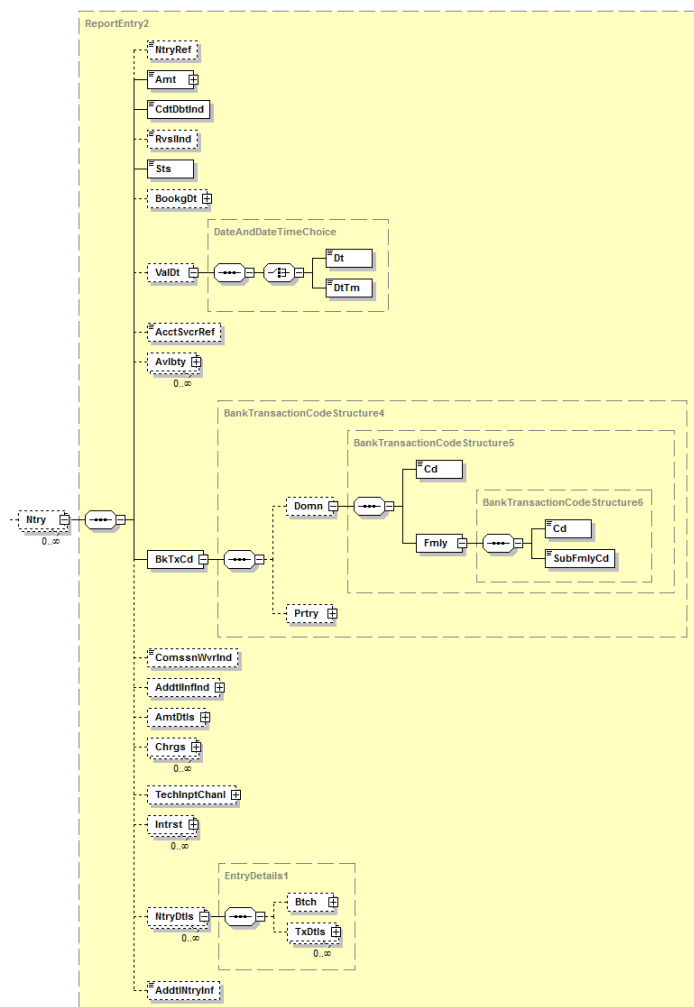 ReportEntry2
NtryRef
Amt
CdtDbtInd
RvslInd
Sts
BookgDt
DateAndDateTimeChoice
Dt
ValDt
DtTm
AcctSvcrRef
Avlbty
0..∞
BankTransactionCodeStructure4
BankTransactionCodeStructure5
Cd
BankTransactionCodeStructure6
Domn
Ntry
0..∞
Cd
Fmly
SubFmlyCd
BkTxCd
Prtry
ComssnWvrInd
AddtlInfInd
AmtDtls
Chrgs
0..∞
TechInptChanl
Intrst
0..∞
EntryDetails1
Btch
NtryDtls
0..∞
TxDtls
0..∞
AddtlNtryInf